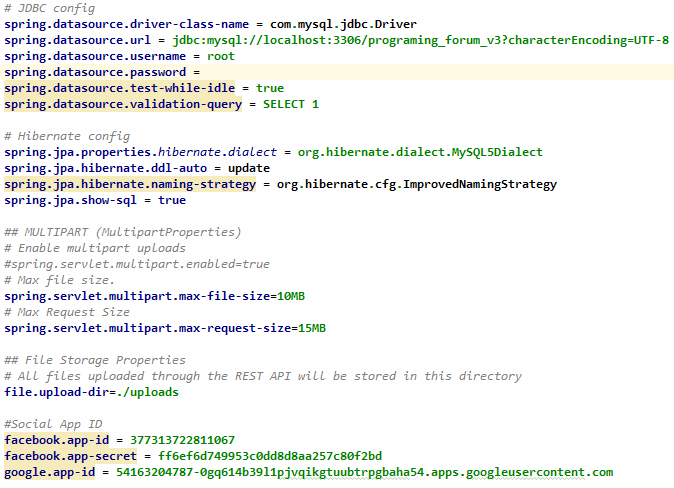 # JDBC config
spring.datasource.driver-class-name = com.mysql.jdbc.Driver
spring.datasource.url = jdbc:mysql://localhost:3306/programing_forum_v3?characterEncoding=UTF-8
spring.datasource.username = root
spring.datasource.password =
spring.datasource.test-while-idle = true
spring.datasource.validation-query = SELECT 1
# Hibernate config
spring.jpa.properties.hibernate.dialect = org.hibernate.dialect.MySQL5Dialect
spring.jpa.hibernate.ddl-auto = update
spring.jpa.hibernate.naming-strategy = org.hibernate.cfg.ImprovedNamingStrategy
spring.jpa.show-sql = true
## MULTIPART (MultipartProperties)
# Enable multipart uploads
#spring.servlet.multipart.enabled=true
# Max file size.
spring.servlet.multipart.max-file-size=10MB
# Max Request Size
spring.servlet.multipart.max-request-size=15MB
## File Storage Properties
# All files uploaded through the REST API will be stored in this directory
file.upload-dir=./uploads
#Social App ID
facebook.app-id = 377313722811067
facebook.app-secret = ff6ef6d749953c0dd8d8aa257c80f2bd
google.app-id = 54163204787-0gq614b39l1pjvqikgtuubtrpgbaha54.apps.googleusercontent.com